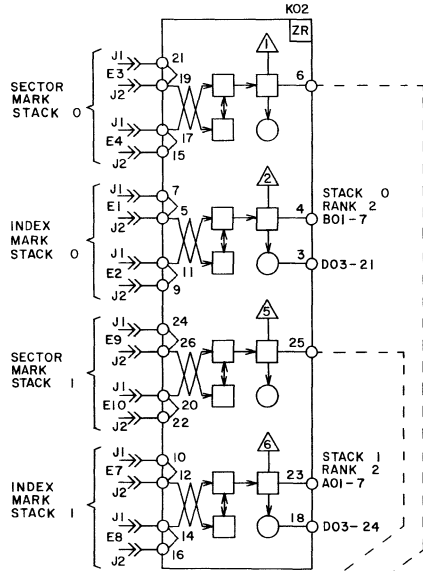 K02
ZR
SECTOR
MARK
STACK 0
J1
E3
J2
J1
E4
J2
21
19
17
15
1
6
INDEX
MARK
STACK 0
J1
E1
J2
J1
E2
J2
7
5
11
9
2
4
3
STACK 0
RANK 2
B01-7
D03-21
SECTOR
MARK
STACK 1
J1
E9
J2
J1
E10
J2
24
26
20
22
5
25
INDEX
MARK
STACK 1
J1
E7
J2
J1
E8
J2
10
12
14
16
6
23
18
STACK 1
RANK 2
A01-7
D03-24